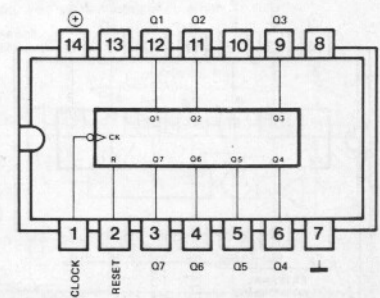 ⊕ Q1 Q2 Q3
14 13 12 11 10 9 8
Q1 Q2 Q3
CK
R Q7 Q6 Q5 Q4
1 2 3 4 5 6 7
CLOCK RESET Q7 Q6 Q5 Q4